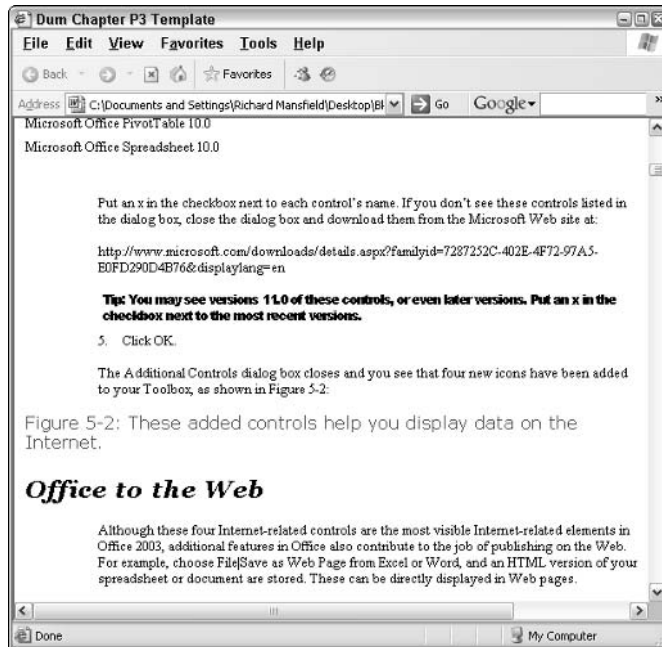 Dum Chapter P3 Template
File Edit View Favorites Tools Help
Back Favorites
Address C:\Documents and Settings\Richard Mansfield\Desktop\Bl Go Google
Microsoft Office PivotTable 10.0
Microsoft Office Spreadsheet 10.0
Put an x in the checkbox next to each control's name. If you don't see these controls listed
in the dialog box, close the dialog box and download them from the Microsoft Web site at:
http://www.microsoft.com/downloads/details.aspx?familyid=7287252C-402E-4F72-97A5-
E0FD290D4B76&displaylang=en
Tip: You may see versions 11.0 of these controls, or even later versions. Put an x in the
checkbox next to the most recent versions.
5. Click OK.
The Additional Controls dialog box closes and you see that four new icons have been added
to your Toolbox, as shown in Figure 5-2:
Figure 5-2: These added controls help you display data on the
Internet.
Office to the Web
Although these four Internet-related controls are the most visible Internet-related elements in
Office 2003, additional features in Office also contribute to the job of publishing on the Web.
For example, choose File|Save as Web Page from Excel or Word, and an HTML version of your
spreadsheet or document are stored. These can be directly displayed in Web pages.
Done My Computer